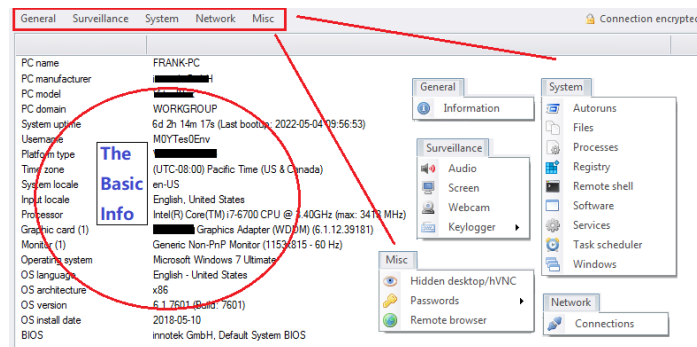 General Surveillance System Network Misc
Connection encrypted
PC name FRANK-PC
PC manufacturer
PC model
PC domain WORKGROUP
System uptime 6d 2h 14m 17s (Last bootup: 2022-05-04 09:56:53)
Username M0YTes0Env
Platform type
Time zone (UTC-08:00) Pacific Time (US & Canada)
System locale en-US
Input locale English, United States
Processor Intel(R) Core(TM) i7-6700 CPU @ 3.40GHz (max: 3413 MHz)
Graphic card (1) Graphics Adapter (WDDM) (6.1.12.39181)
Monitor (1) Generic Non-PnP Monitor (1153x815 - 60 Hz)
Operating system Microsoft Windows 7 Ultimate
OS language English - United States
OS architecture x86
OS version 6.1.7601 (Build: 7601)
OS install date 2018-05-10
BIOS innotek GmbH, Default System BIOS
The
Basic
Info
General
Information
Surveillance
Audio
Screen
Webcam
Keylogger
Misc
Hidden desktop/hVNC
Passwords
Remote browser
System
Autoruns
Files
Processes
Registry
Remote shell
Software
Services
Task scheduler
Windows
Network
Connections